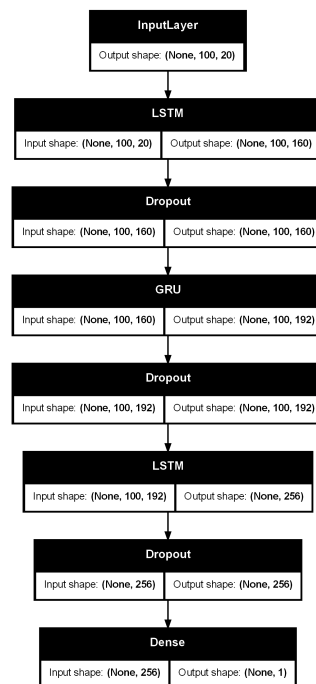 InputLayer
Output shape: (None, 100, 20)
LSTM
Input shape: (None, 100, 20) Output shape: (None, 100, 160)
Dropout
Input shape: (None, 100, 160) Output shape: (None, 100, 160)
GRU
Input shape: (None, 100, 160) Output shape: (None, 100, 192)
Dropout
Input shape: (None, 100, 192) Output shape: (None, 100, 192)
LSTM
Input shape: (None, 100, 192) Output shape: (None, 256)
Dropout
Input shape: (None, 256) Output shape: (None, 256)
Dense
Input shape: (None, 256) Output shape: (None, 1)